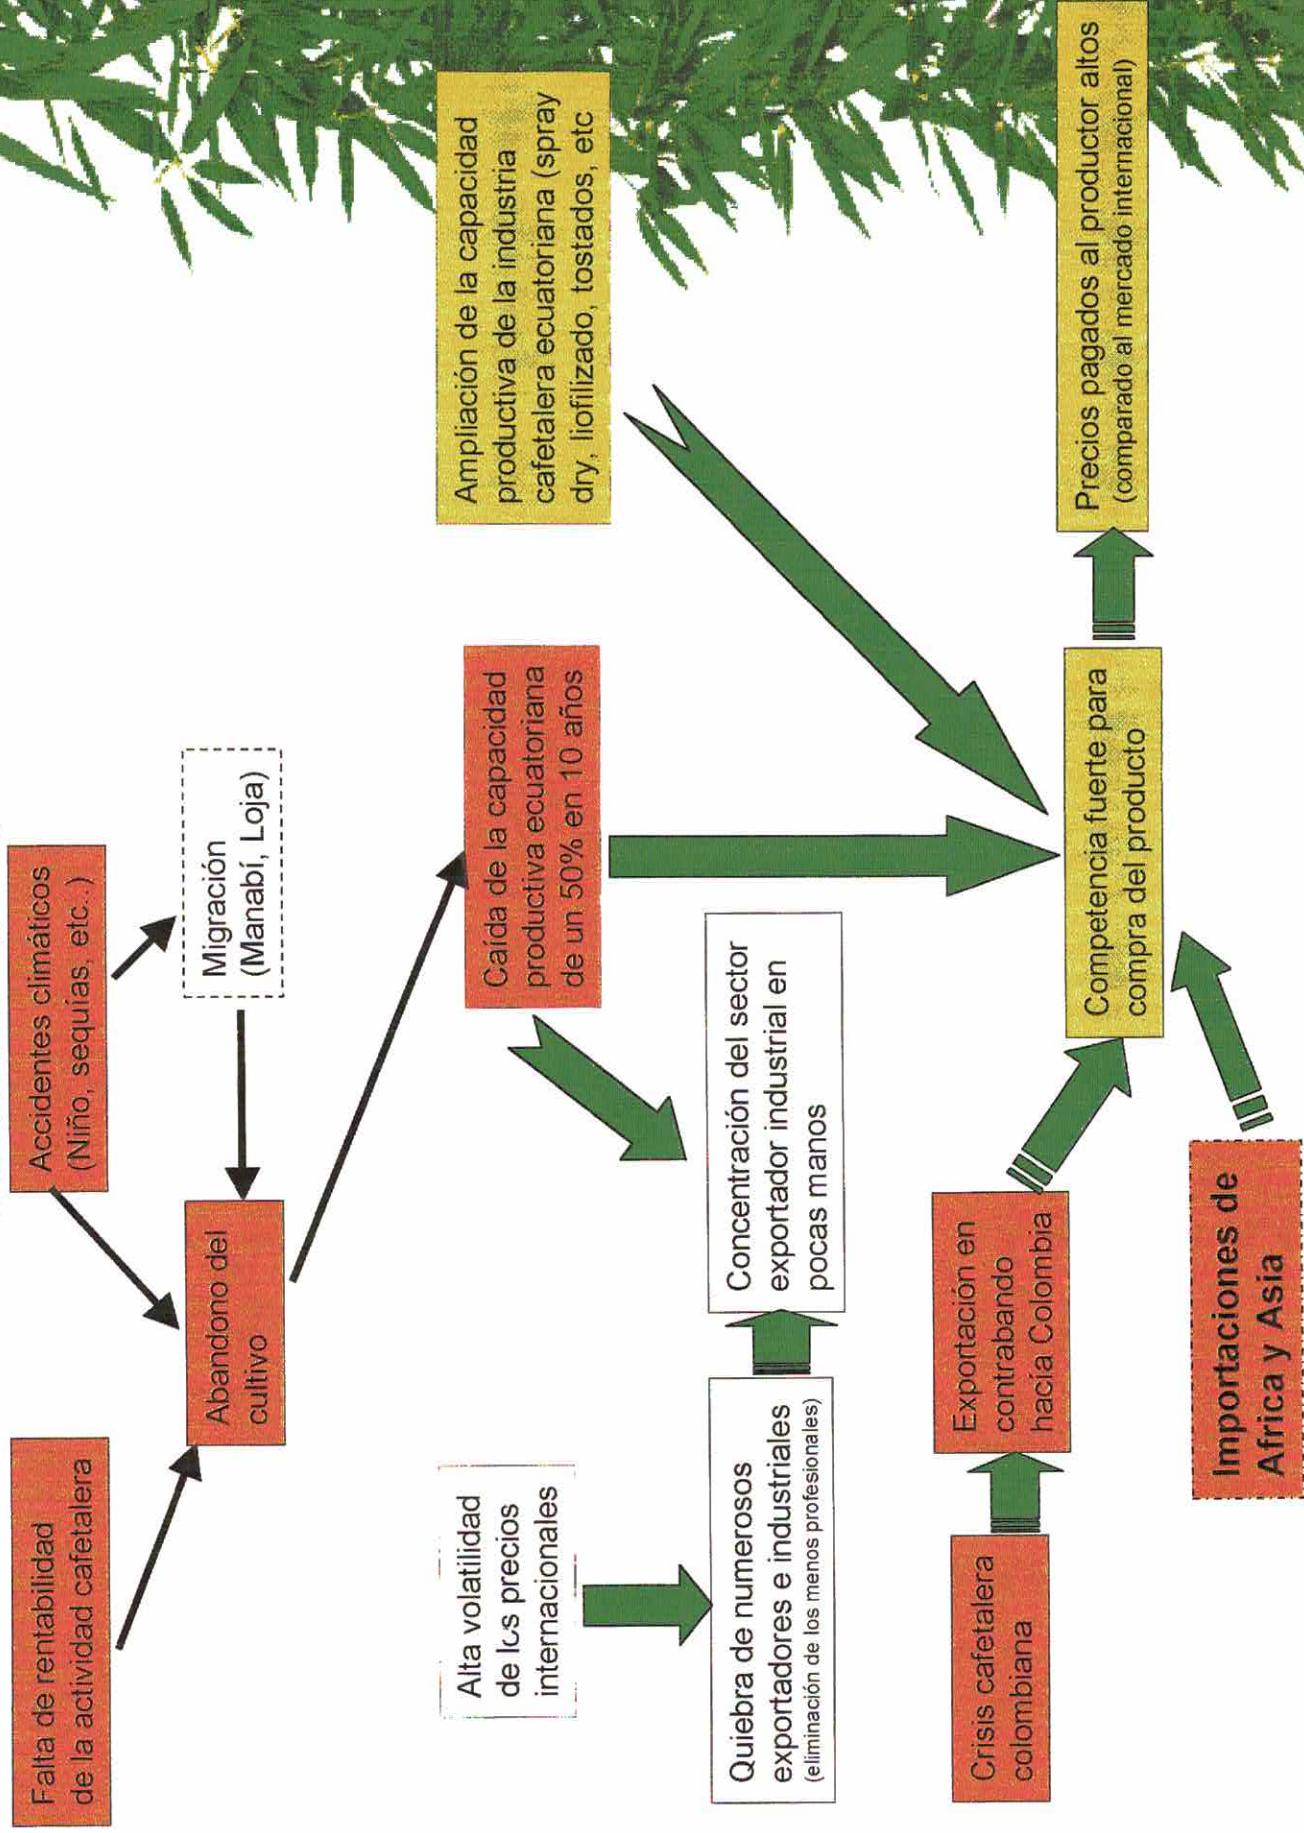 Falta de rentabilidad
de la actividad cafetalera
Accidentes climáticos
(Niño, sequias, etc..)
Abandono del
cultivo
Migración
(Manabí, Loja)
Alta volatilidad
de los precios
internacionales
Caída de la capacidad
productiva ecuatoriana
de un 50% en 10 años
Ampliación de la capacidad
productiva de la industria
cafetalera ecuatoriana (spray
dry, liofilizado, tostados, etc
Quiebra de numerosos
exportadores e industriales
(eliminación de los menos profesionales)
Concentración del sector
exportador industrial en
pocas manos
Crisis cafetalera
colombiana
Exportación en
contrabando
hacía Colombia
Competencia fuerte para
compra del producto
Precios pagados al productor altos
(comparado al mercado internacional)
Importaciones de
Africa y Asia